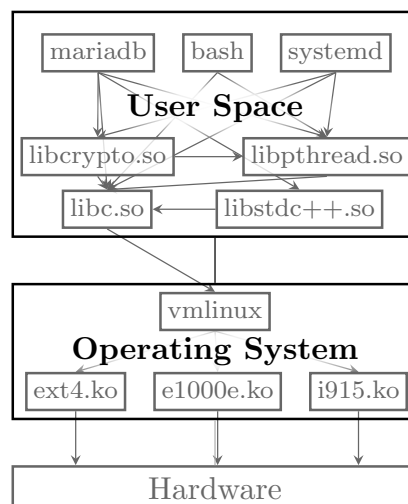 mariadb bash systemd
User Space
libcrypto.so libpthread.so
libc.so libstdc++.so
vmlinux
Operating System
ext4.ko e1000e.ko i915.ko
Hardware